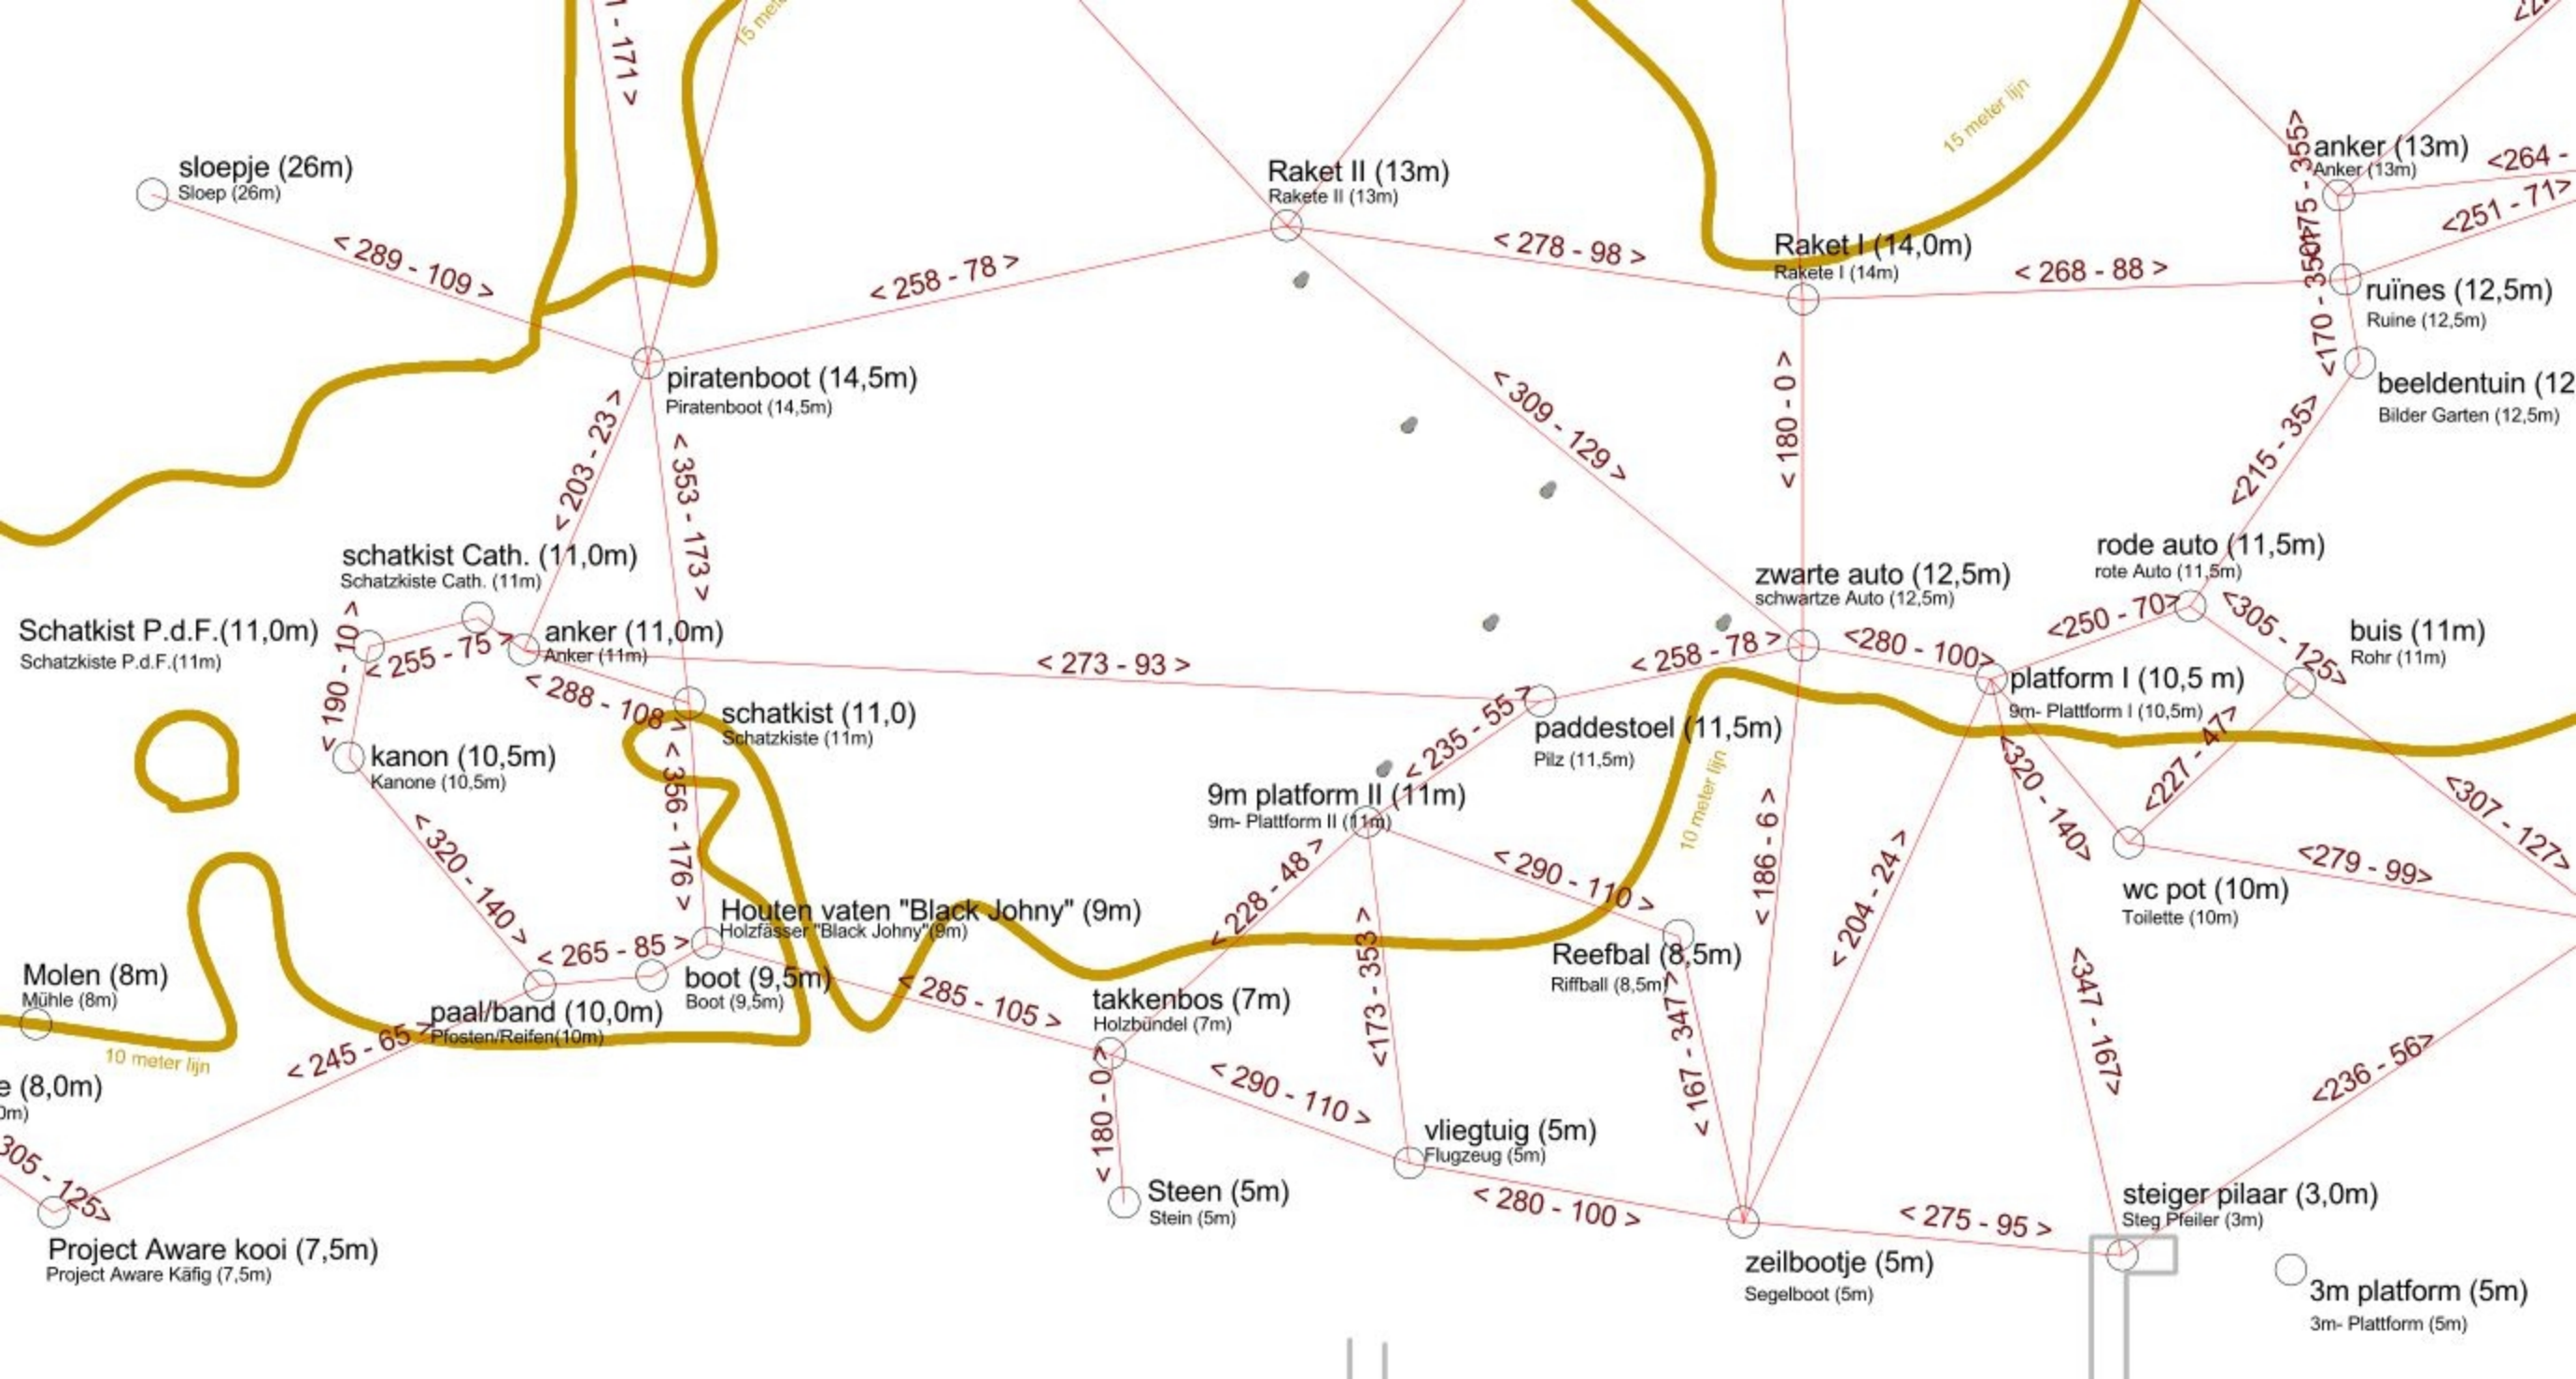 1 - 171 >
sloepje (26m)
Sloep (26m)
< 289 - 109 >
< 258 - 78 >
Raket II (13m)
Rakete II (13m)
< 278 - 98 >
15 meter lijn
Raket I (14,0m)
Rakete I (14m)
< 268 - 88 >
anker (13m)
Anker (13m)
<264 -
<251 - 71>
ruïnes (12,5m)
Ruine (12,5m)
<170 -
beeldentuin (12
Bilder Garten (12,5m)
<215 - 35>
piratenboot (14,5m)
Piratenboot (14,5m)
< 203 - 23 >
< 353 - 173 >
< 309 - 129 >
< 180 - 0 >
schatkist Cath. (11,0m)
Schatzkiste Cath. (11m)
Schatkist P.d.F.(11,0m)
Schatzkiste P.d.F.(11m)
< 190 - 10 >
< 255 - 75 >
anker (11,0m)
Anker (11m)
< 273 - 93 >
< 288 - 108 >
schatkist (11,0)
Schatzkiste (11m)
kanon (10,5m)
Kanone (10,5m)
< 356 - 176 >
< 320 - 140 >
zwarte auto (12,5m)
schwartze Auto (12,5m)
< 258 - 78 >
<280 - 100>
rode auto (11,5m)
rote Auto (11,5m)
<250 - 70>
<305 - 125>
buis (11m)
Rohr (11m)
platform I (10,5 m)
9m- Plattform I (10,5m)
paddestoel (11,5m)
Pilz (11,5m)
< 235 - 55 >
9m platform II (11m)
9m- Plattform II (11m)
10 meter lijn
< 186 - 6 >
< 204 - 24 >
<320 - 140>
<227 - 47>
<307 - 127>
wc pot (10m)
Toilette (10m)
<279 - 99>
< 228 - 48 >
< 290 - 110 >
<173 - 353 >
Reefbal (8,5m)
Riffball (8,5m)
< 167 - 347>
<347 - 167>
<236 - 56>
Houten vaten "Black Johny" (9m)
Holzfässer "Black Johny"(9m)
< 265 - 85 >
boot (9,5m)
Boot (9,5m)
paal/band (10,0m)
Pfosten/Reifen(10m)
< 285 - 105 >
Molen (8m)
Mühle (8m)
10 meter lijn
< 245 - 65 >
e (8,0m)
0m)
305 - 125>
Project Aware kooi (7,5m)
Project Aware Käfig (7,5m)
takkenbos (7m)
Holzbündel (7m)
< 180 - 0 >
< 290 - 110 >
Steen (5m)
Stein (5m)
vliegtuig (5m)
Flugzeug (5m)
< 280 - 100 >
zeilbootje (5m)
Segelboot (5m)
< 275 - 95 >
steiger pilaar (3,0m)
Steg Pfeiler (3m)
3m platform (5m)
3m- Plattform (5m)